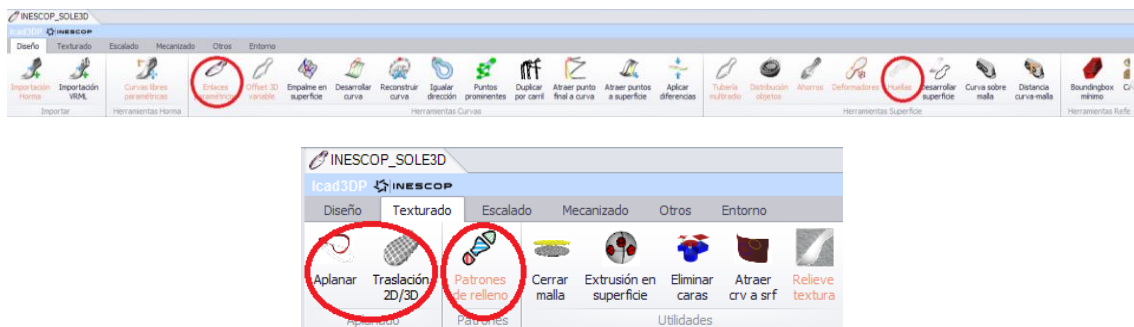 INESCOP_SOLE3D
Icad3DP INESCOP
Diseño Texturado Escalado Mecanizado Otros Entorno
Importación Horma
Importación VRML
Curvas libres paramétricas
Enlaces paramétricos
Offset 3D variable
Empalme en superficie
Desarrollar curva
Reconstruir curva
Igualar dirección
Puntos prominentes
Duplicar por carril
Atraer punto final a curva
Atraer puntos a superficie
Aplicar diferencias
Tubería multiradio
Distribución objetos
Ahorros
Deformadores
Huellas
Desarrollar superficie
Curva sobre malla
Distancia curva-malla
Boundingbox mínimo
Importar
Herramientas Horma
Herramientas Curvas
Herramientas Superficie
Herramientas Refe
INESCOP_SOLE3D
Icad3DP INESCOP
Diseño Texturado Escalado Mecanizado Otros Entorno
Aplanar
Traslación 2D/3D
Patrones de relleno
Cerrar malla
Extrusión en superficie
Eliminar caras
Atraer crv a srf
Relieve textura
Aplanado
Patrones
Utilidades